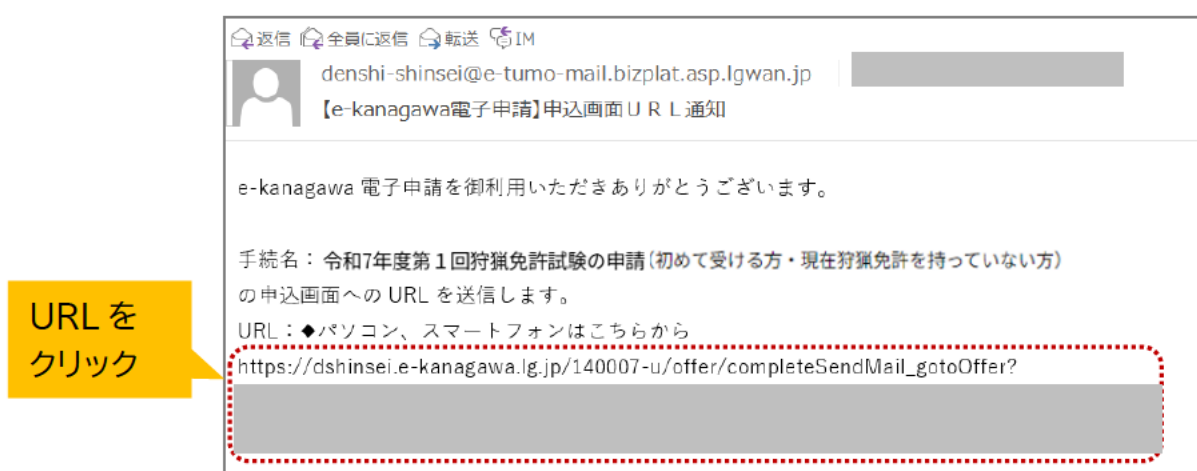 返信 全員に返信 転送 IM
denshi-shinsei@e-tumo-mail.bizplat.asp.lgwan.jp
【e-kanagawa電子申請】申込画面ＵＲＬ通知
e-kanagawa 電子申請を御利用いただきありがとうございます。
手続名：令和7年度第１回狩猟免許試験の申請(初めて受ける方・現在狩猟免許を持っていない方)
の申込画面への URL を送信します。
URL：◆パソコン、スマートフォンはこちらから
https://dshinsei.e-kanagawa.lg.jp/140007-u/offer/completeSendMail_gotoOffer?
URL を
クリック